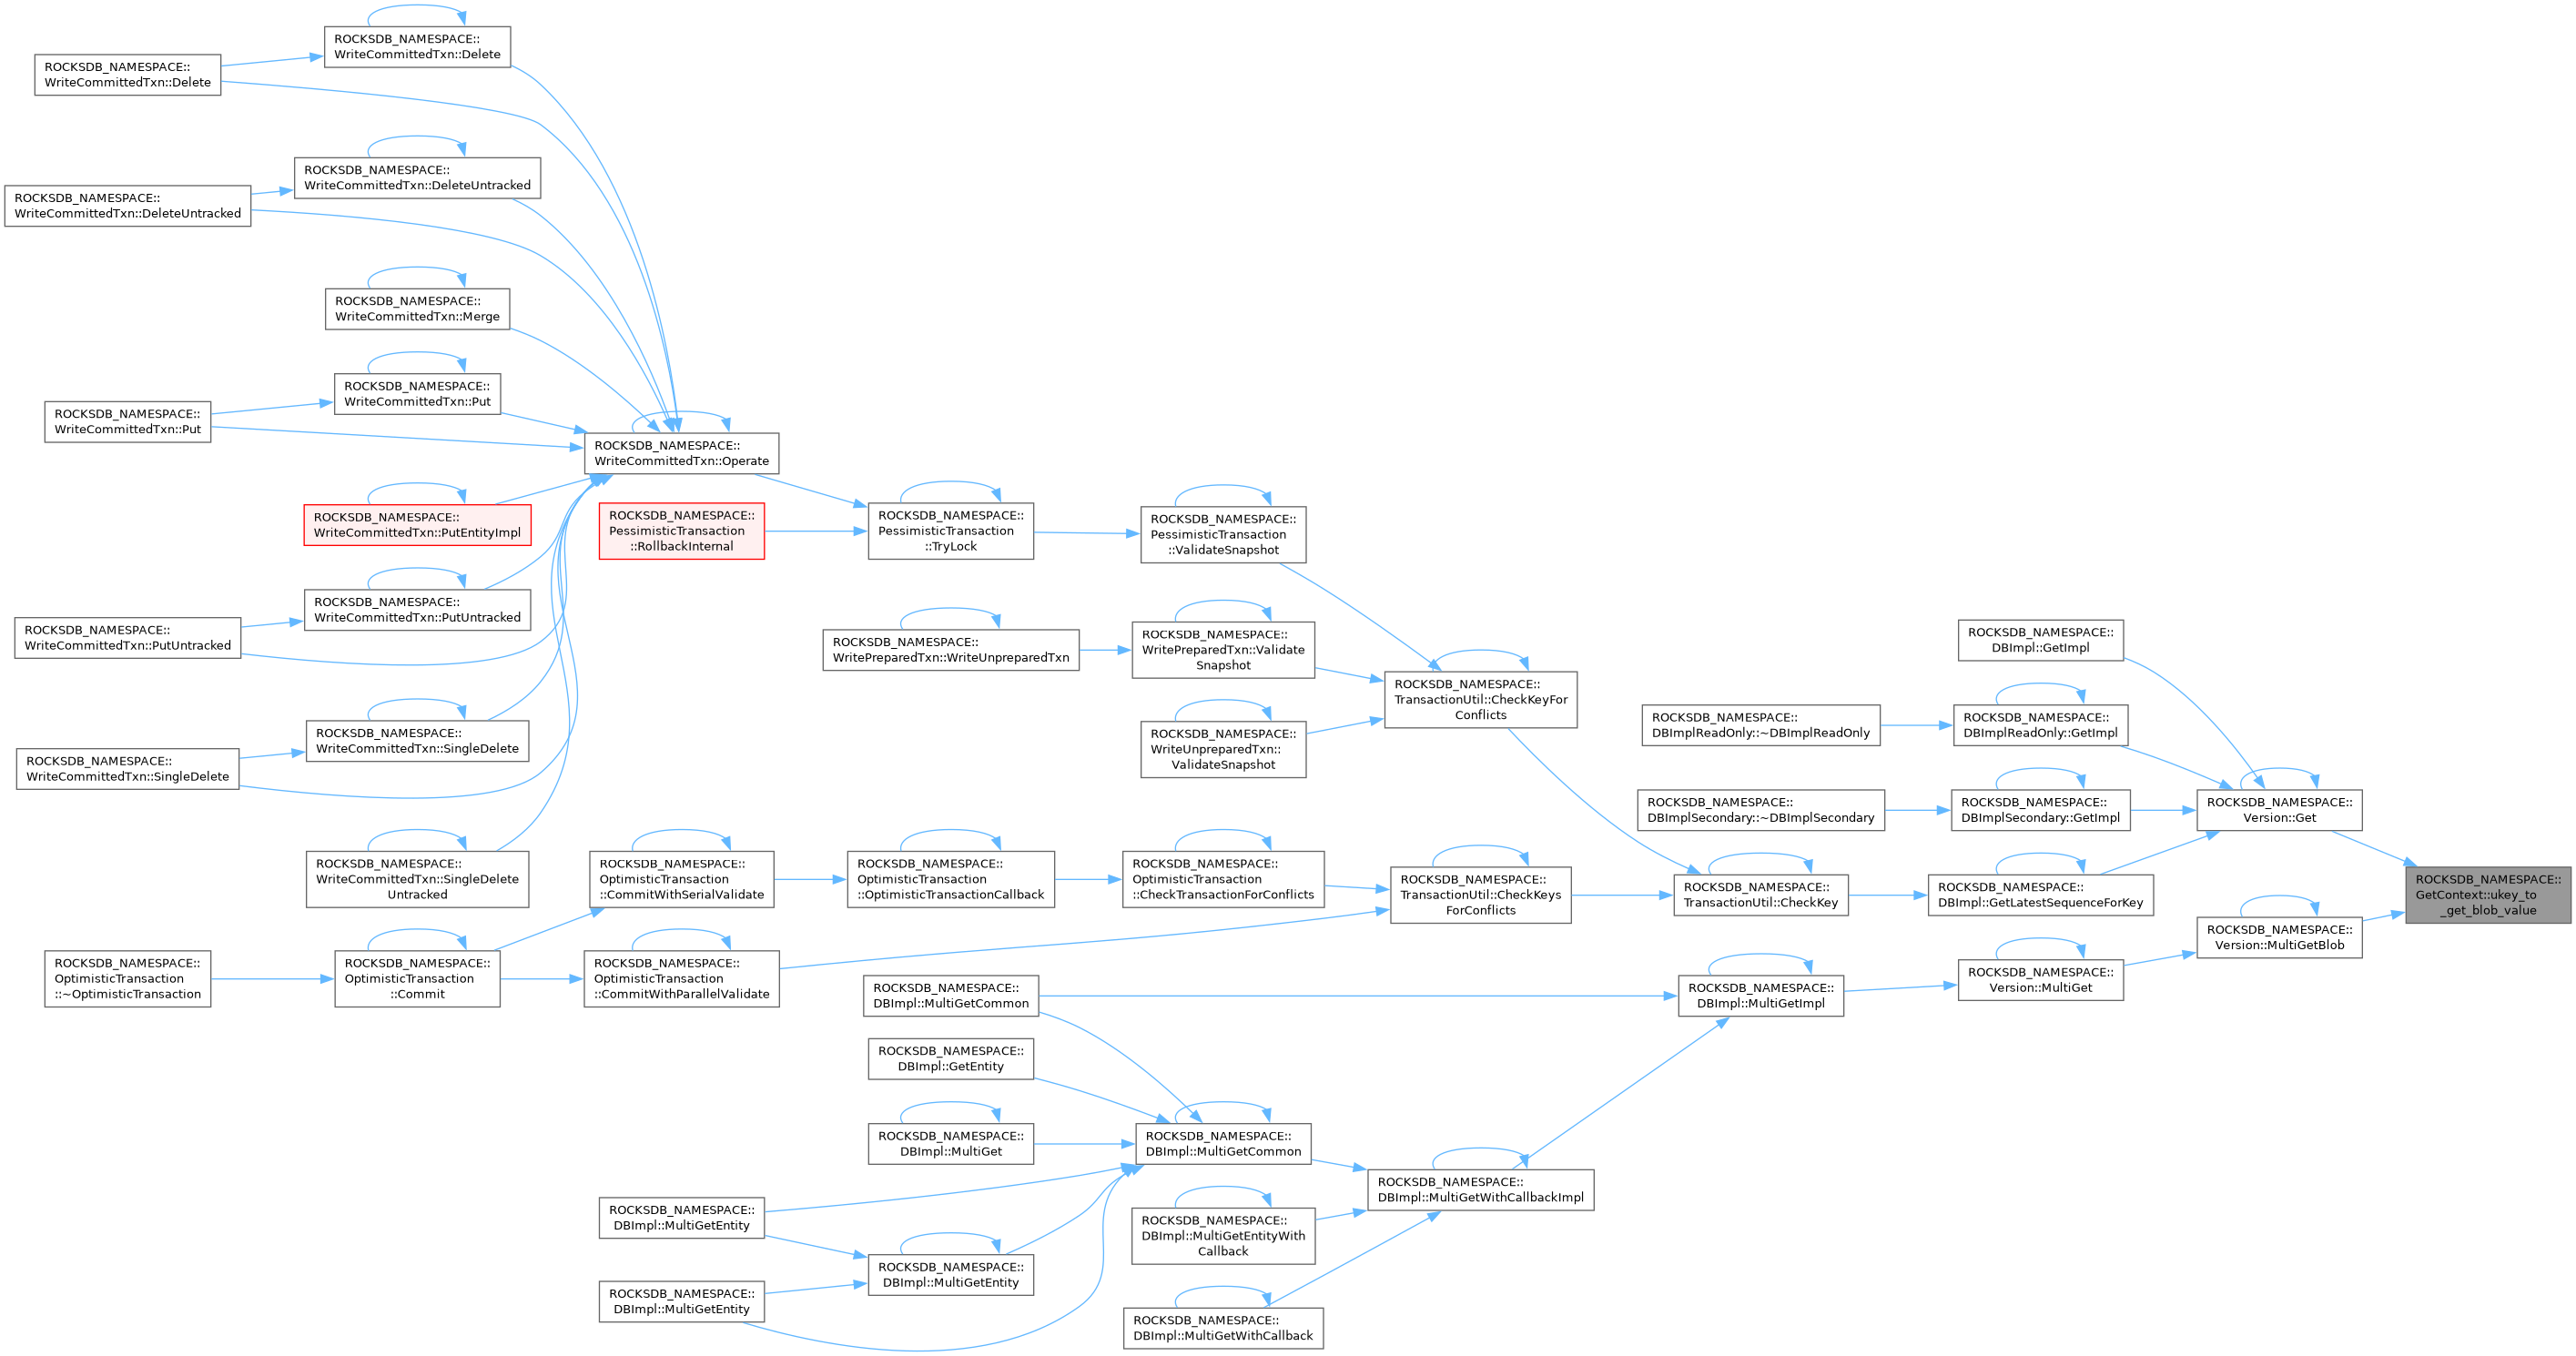 ROCKSDB_NAMESPACE::
WriteCommittedTxn::Delete
ROCKSDB_NAMESPACE::
WriteCommittedTxn::Delete
ROCKSDB_NAMESPACE::
WriteCommittedTxn::DeleteUntracked
ROCKSDB_NAMESPACE::
WriteCommittedTxn::DeleteUntracked
ROCKSDB_NAMESPACE::
WriteCommittedTxn::Merge
ROCKSDB_NAMESPACE::
WriteCommittedTxn::Put
ROCKSDB_NAMESPACE::
WriteCommittedTxn::Put
ROCKSDB_NAMESPACE::
WriteCommittedTxn::Operate
ROCKSDB_NAMESPACE::
WriteCommittedTxn::PutEntityImpl
ROCKSDB_NAMESPACE::
PessimisticTransaction
::RollbackInternal
ROCKSDB_NAMESPACE::
PessimisticTransaction
::TryLock
ROCKSDB_NAMESPACE::
PessimisticTransaction
::ValidateSnapshot
ROCKSDB_NAMESPACE::
WriteCommittedTxn::PutUntracked
ROCKSDB_NAMESPACE::
WriteCommittedTxn::PutUntracked
ROCKSDB_NAMESPACE::
WritePreparedTxn::WriteUnpreparedTxn
ROCKSDB_NAMESPACE::
WritePreparedTxn::Validate
Snapshot
ROCKSDB_NAMESPACE::
TransactionUtil::CheckKeyFor
Conflicts
ROCKSDB_NAMESPACE::
DBImpl::GetImpl
ROCKSDB_NAMESPACE::
WriteCommittedTxn::SingleDelete
ROCKSDB_NAMESPACE::
WriteCommittedTxn::SingleDelete
ROCKSDB_NAMESPACE::
WriteUnpreparedTxn::
ValidateSnapshot
ROCKSDB_NAMESPACE::
DBImplReadOnly::~DBImplReadOnly
ROCKSDB_NAMESPACE::
DBImplReadOnly::GetImpl
ROCKSDB_NAMESPACE::
DBImplSecondary::~DBImplSecondary
ROCKSDB_NAMESPACE::
DBImplSecondary::GetImpl
ROCKSDB_NAMESPACE::
Version::Get
ROCKSDB_NAMESPACE::
WriteCommittedTxn::SingleDelete
Untracked
ROCKSDB_NAMESPACE::
OptimisticTransaction
::CommitWithSerialValidate
ROCKSDB_NAMESPACE::
OptimisticTransaction
::OptimisticTransactionCallback
ROCKSDB_NAMESPACE::
OptimisticTransaction
::CheckTransactionForConflicts
ROCKSDB_NAMESPACE::
TransactionUtil::CheckKeys
ForConflicts
ROCKSDB_NAMESPACE::
TransactionUtil::CheckKey
ROCKSDB_NAMESPACE::
DBImpl::GetLatestSequenceForKey
ROCKSDB_NAMESPACE::
GetContext::ukey_to
_get_blob_value
ROCKSDB_NAMESPACE::
Version::MultiGetBlob
ROCKSDB_NAMESPACE::
OptimisticTransaction
::~OptimisticTransaction
ROCKSDB_NAMESPACE::
OptimisticTransaction
::Commit
ROCKSDB_NAMESPACE::
OptimisticTransaction
::CommitWithParallelValidate
ROCKSDB_NAMESPACE::
DBImpl::MultiGetCommon
ROCKSDB_NAMESPACE::
DBImpl::MultiGetImpl
ROCKSDB_NAMESPACE::
Version::MultiGet
ROCKSDB_NAMESPACE::
DBImpl::GetEntity
ROCKSDB_NAMESPACE::
DBImpl::MultiGet
ROCKSDB_NAMESPACE::
DBImpl::MultiGetCommon
ROCKSDB_NAMESPACE::
DBImpl::MultiGetWithCallbackImpl
ROCKSDB_NAMESPACE::
DBImpl::MultiGetEntity
ROCKSDB_NAMESPACE::
DBImpl::MultiGetEntityWith
Callback
ROCKSDB_NAMESPACE::
DBImpl::MultiGetEntity
ROCKSDB_NAMESPACE::
DBImpl::MultiGetEntity
ROCKSDB_NAMESPACE::
DBImpl::MultiGetWithCallback